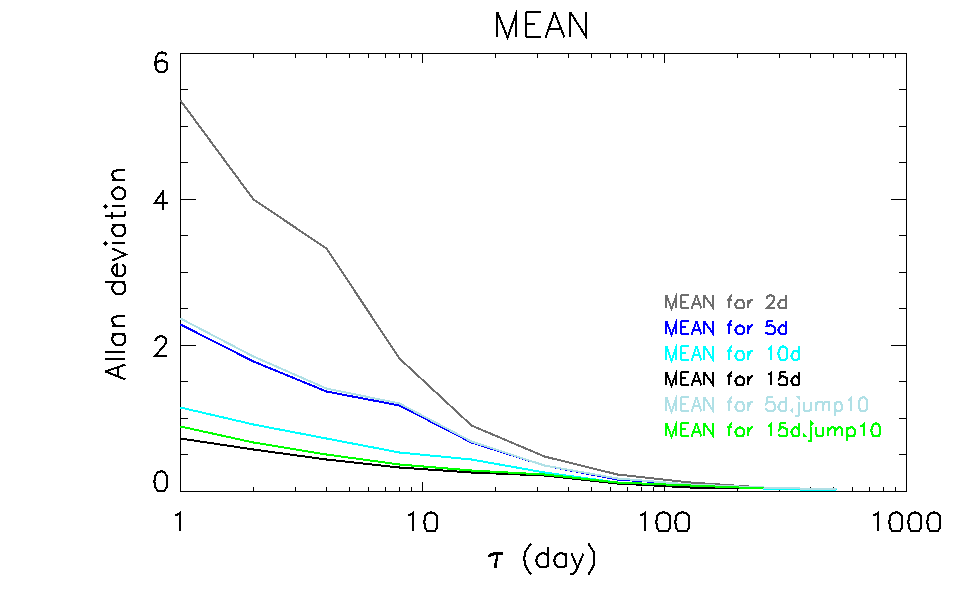 MEAN
6
4
2
0
Allan deviation
MEAN for 2d
MEAN for 5d
MEAN for 10d
MEAN for 15d
MEAN for 5d,jump10
MEAN for 15d,jump10
1 10 100 1000
τ (day)